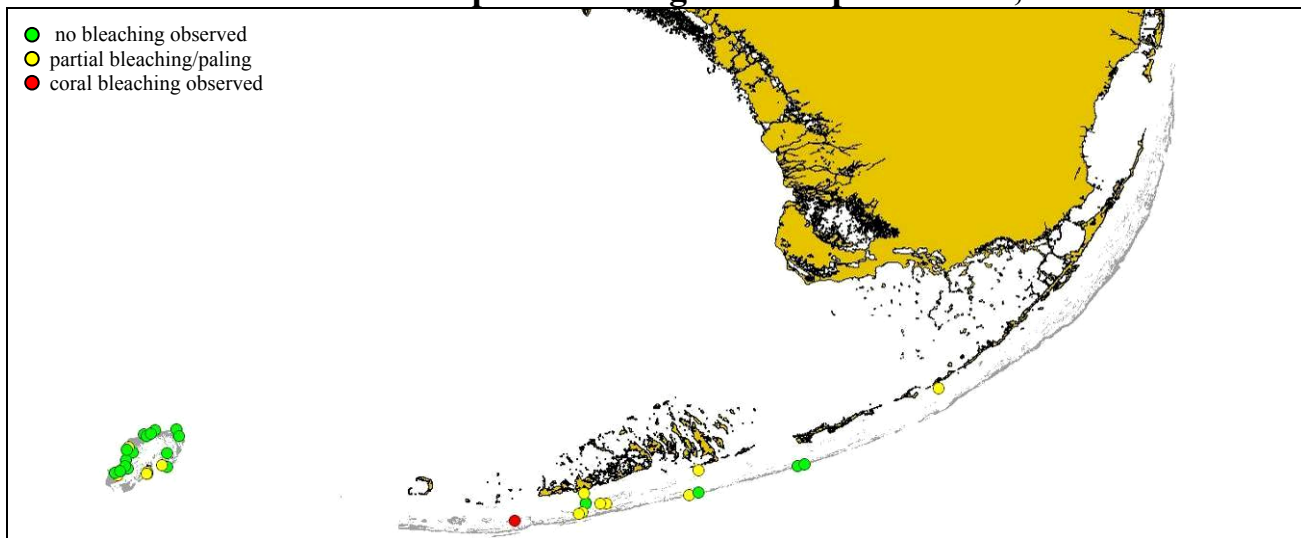 no bleaching observed
partial bleaching/paling
coral bleaching observed